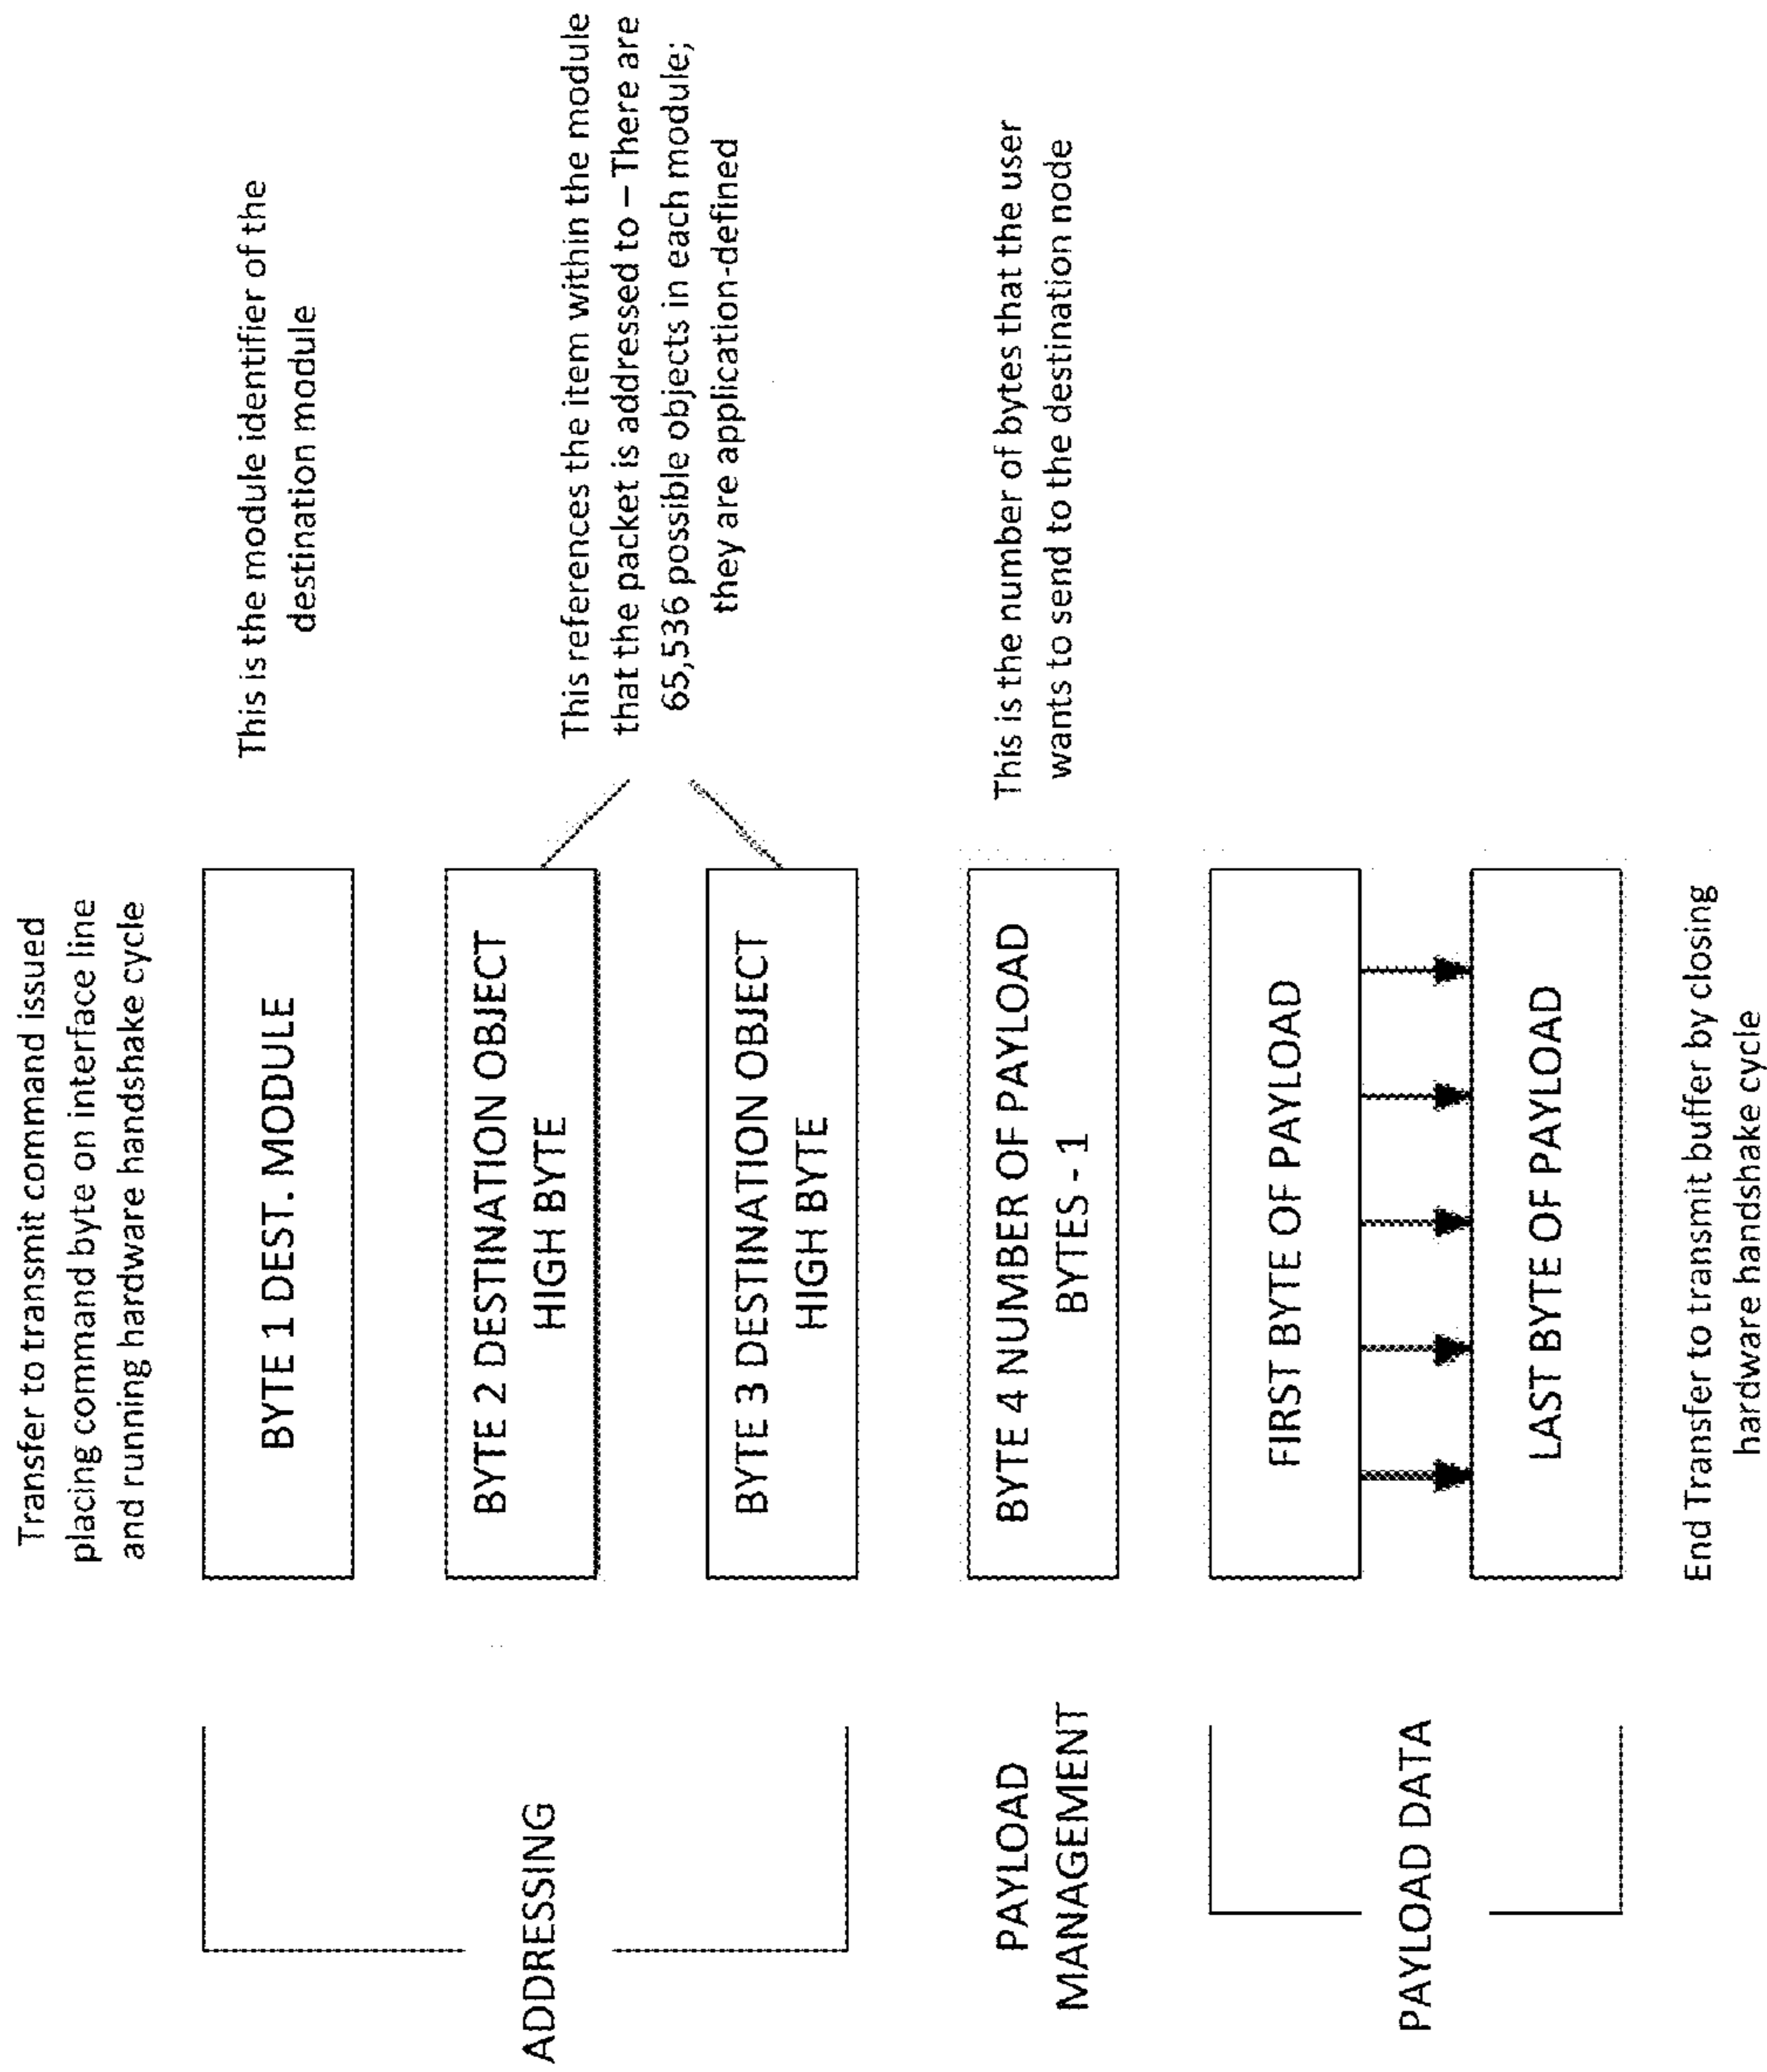 Transfer to transmit command issued
placing command byte on interface line
and running hardware handshake cycle
ADDRESSING
BYTE 1 DEST. MODULE
This is the module identifier of the
destination module
BYTE 2 DESTINATION OBJECT
HIGH BYTE
BYTE 3 DESTINATION OBJECT
HIGH BYTE
This references the item within the module
that the packet is addressed to – There are
65,536 possible objects in each module;
they are application-defined
PAYLOAD
MANAGEMENT
BYTE 4 NUMBER OF PAYLOAD
BYTES - 1
This is the number of bytes that the user
wants to send to the destination node
PAYLOAD DATA
FIRST BYTE OF PAYLOAD
LAST BYTE OF PAYLOAD
End Transfer to transmit buffer by closing
hardware handshake cycle